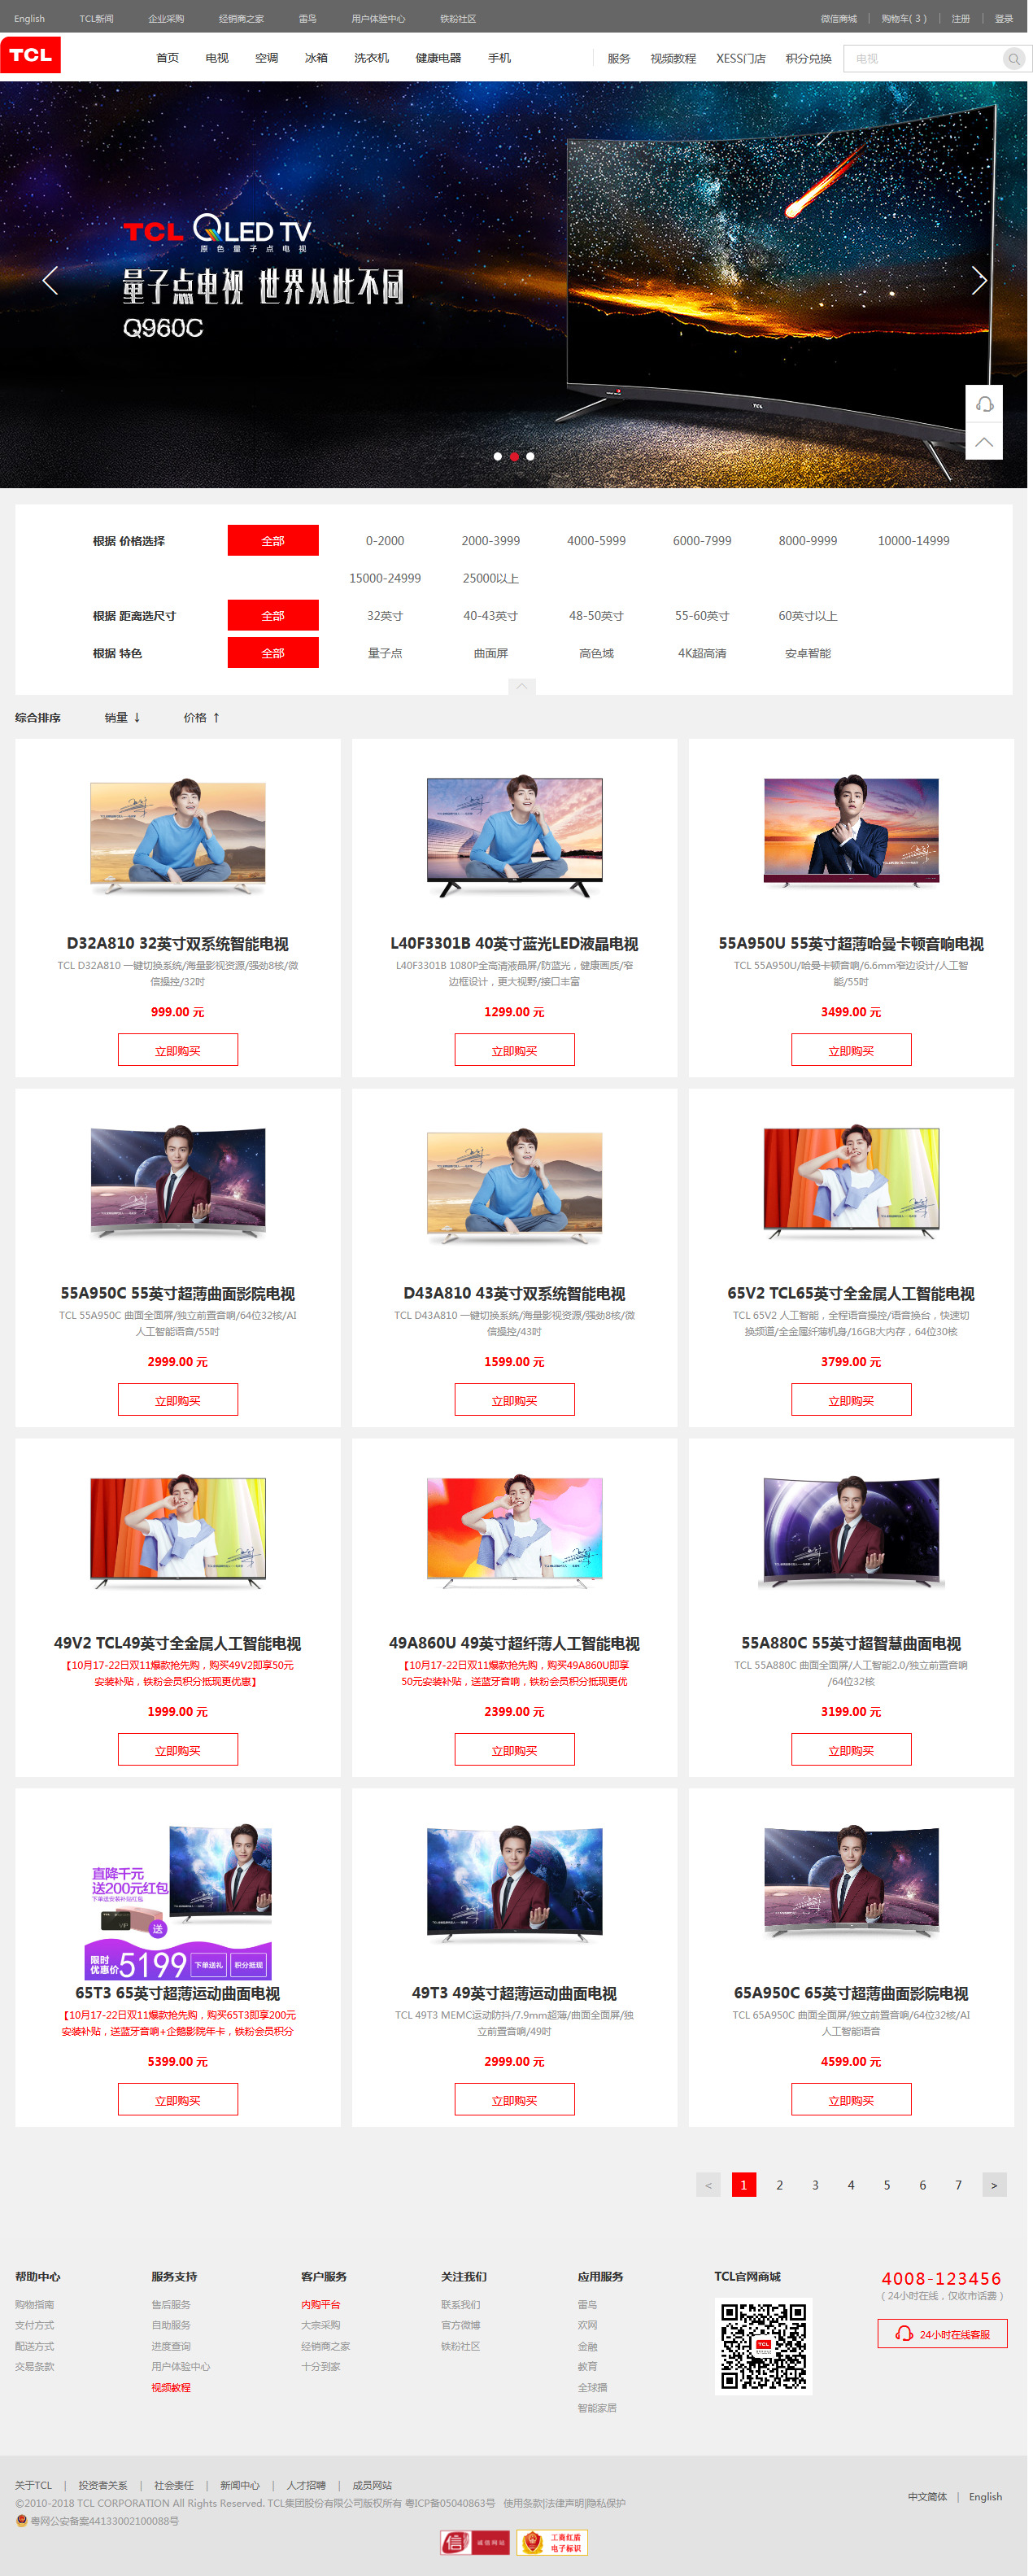 English TCL新闻 企业采购 经销商之家 雷鸟 用户体验中心 铁粉社区 微信商城 | 购物车( 3 ) | 注册 | 登录
TCL 首页 电视 空调 冰箱 洗衣机 健康电器 手机 服务 视频教程 XESS门店 积分兑换 电视
TCL QLED TV
原色量子点电视
量子点电视 世界从此不同
Q960C
TCL
根据 价格选择 全部 0-2000 2000-3999 4000-5999 6000-7999 8000-9999 10000-14999
15000-24999 25000以上
根据 距离选尺寸 全部 32英寸 40-43英寸 48-50英寸 55-60英寸 60英寸以上
根据 特色 全部 量子点 曲面屏 高色域 4K超高清 安卓智能
综合排序 销量 ↓ 价格 ↑
D32A810 32英寸双系统智能电视
TCL D32A810 一键切换系统/海量影视资源/强劲8核/微
信操控/32吋
999.00 元
立即购买
L40F3301B 40英寸蓝光LED液晶电视
L40F3301B 1080P全高清液晶屏/防蓝光，健康画质/窄
边框设计，更大视野/接口丰富
1299.00 元
立即购买
55A950U 55英寸超薄哈曼卡顿音响电视
TCL 55A950U/哈曼卡顿音响/6.6mm窄边设计/人工智
能/55吋
3499.00 元
立即购买
55A950C 55英寸超薄曲面影院电视
TCL 55A950C 曲面全面屏/独立前置音响/64位32核/AI
人工智能语音/55吋
2999.00 元
立即购买
D43A810 43英寸双系统智能电视
TCL D43A810 一键切换系统/海量影视资源/强劲8核/微
信操控/43吋
1599.00 元
立即购买
65V2 TCL65英寸全金属人工智能电视
TCL 65V2 人工智能，全程语音操控/语音换台，快速切
换频道/全金属纤薄机身/16GB大内存，64位30核
3799.00 元
立即购买
49V2 TCL49英寸全金属人工智能电视
【10月17-22日双11爆款抢先购，购买49V2即享50元
安装补贴，铁粉会员积分抵现更优惠】
1999.00 元
立即购买
49A860U 49英寸超纤薄人工智能电视
【10月17-22日双11爆款抢先购，购买49A860U即享
50元安装补贴，送蓝牙音响，铁粉会员积分抵现更优
2399.00 元
立即购买
55A880C 55英寸超智慧曲面电视
TCL 55A880C 曲面全面屏/人工智能2.0/独立前置音响
/64位32核
3199.00 元
立即购买
直降千元
送200元红包
下单送安装补贴红包
VIP
送
限时
优惠价 5199 下单送礼 积分抵现
65T3 65英寸超薄运动曲面电视
【10月17-22日双11爆款抢先购，购买65T3即享200元
安装补贴，送蓝牙音响+企鹅影院年卡，铁粉会员积分
5399.00 元
立即购买
49T3 49英寸超薄运动曲面电视
TCL 49T3 MEMC运动防抖/7.9mm超薄/曲面全面屏/独
立前置音响/49吋
2999.00 元
立即购买
65A950C 65英寸超薄曲面影院电视
TCL 65A950C 曲面全面屏/独立前置音响/64位32核/AI
人工智能语音
4599.00 元
立即购买
< 1 2 3 4 5 6 7 >
帮助中心
购物指南
支付方式
配送方式
交易条款
服务支持
售后服务
自助服务
进度查询
用户体验中心
视频教程
客户服务
内购平台
大宗采购
经销商之家
十分到家
关注我们
联系我们
官方微博
铁粉社区
应用服务
雷鸟
欢网
金融
教育
全球播
智能家居
TCL官网商城
TCL
4008-123456
( 24小时在线，仅收市话费 )
24小时在线客服
关于TCL | 投资者关系 | 社会责任 | 新闻中心 | 人才招聘 | 成员网站
©2010-2018 TCL CORPORATION All Rights Reserved. TCL集团股份有限公司版权所有 粤ICP备05040863号 使用条款|法律声明|隐私保护
粤网公安备案44133002100088号
中文简体 | English
信 诚信网站
工商红盾
电子标识